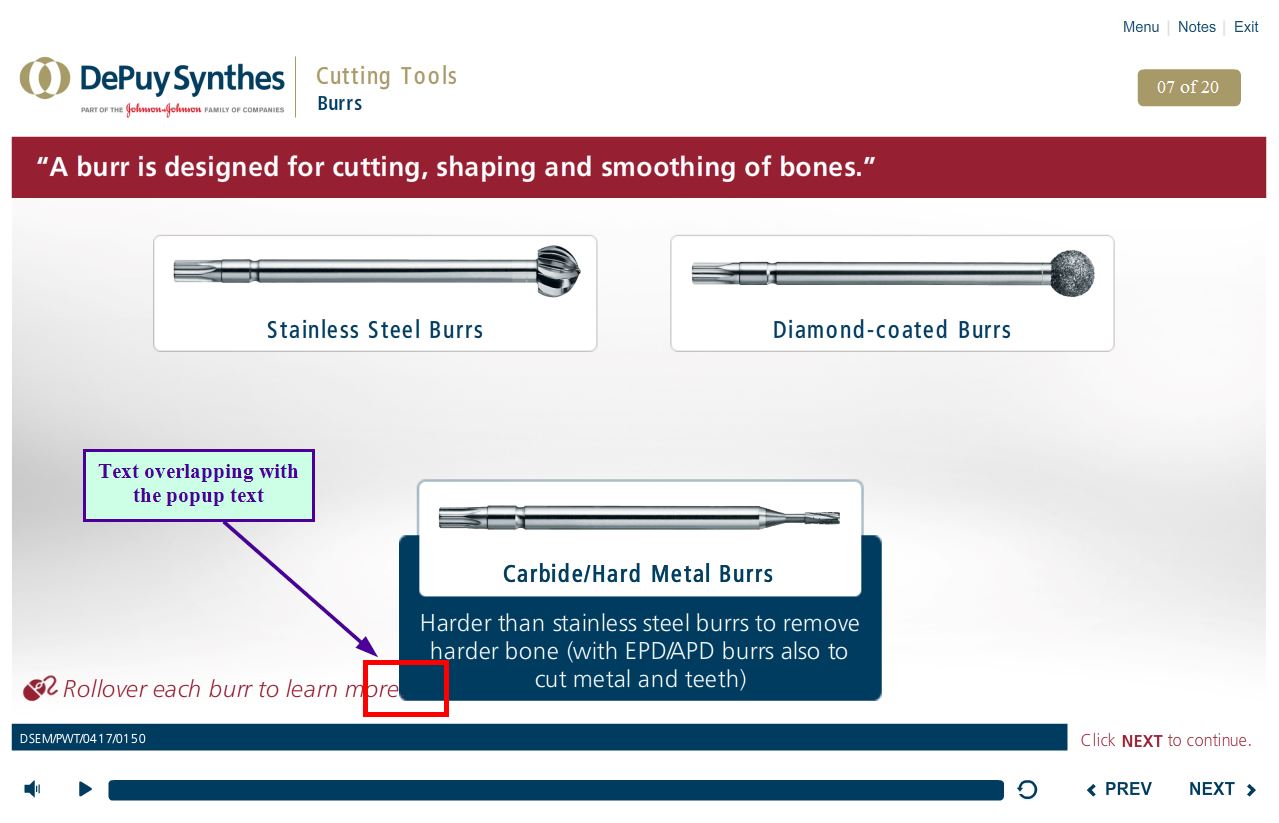 Menu | Notes | Exit
DePuy Synthes
PART OF THE Johnson & Johnson FAMILY OF COMPANIES
Cutting Tools
Burrs
07 of 20
“A burr is designed for cutting, shaping and smoothing of bones.”
Stainless Steel Burrs
Diamond-coated Burrs
Text overlapping with
the popup text
Carbide/Hard Metal Burrs
Harder than stainless steel burrs to remove
harder bone (with EPD/APD burrs also to
cut metal and teeth)
Rollover each burr to learn more
DSEM/PWT/0417/0150
Click NEXT to continue.
PREV
NEXT